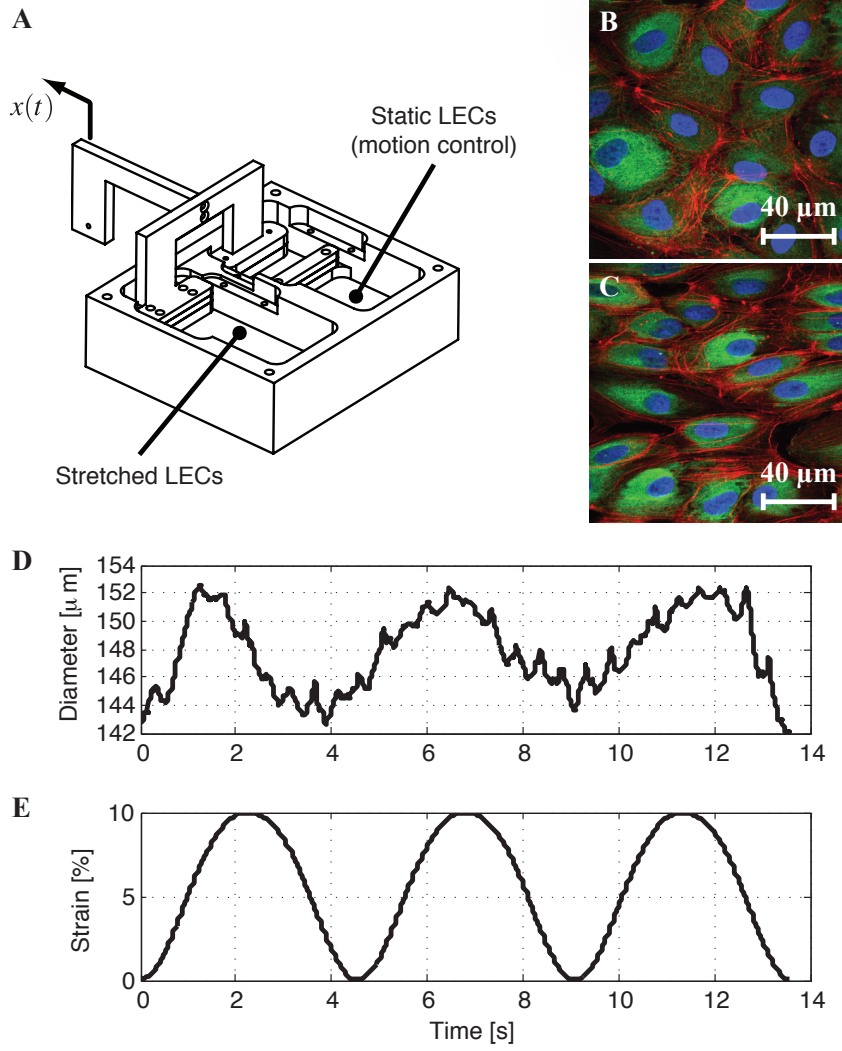 A
x(t)
Static LECs
(motion control)
Stretched LECs
B
40 µm
C
40 µm
D
Diameter [µ m]
154
152
150
148
146
144
142
0 2 4 6 8 10 12 14
E
Strain [%]
10
5
0
0 2 4 6 8 10 12 14
Time [s]